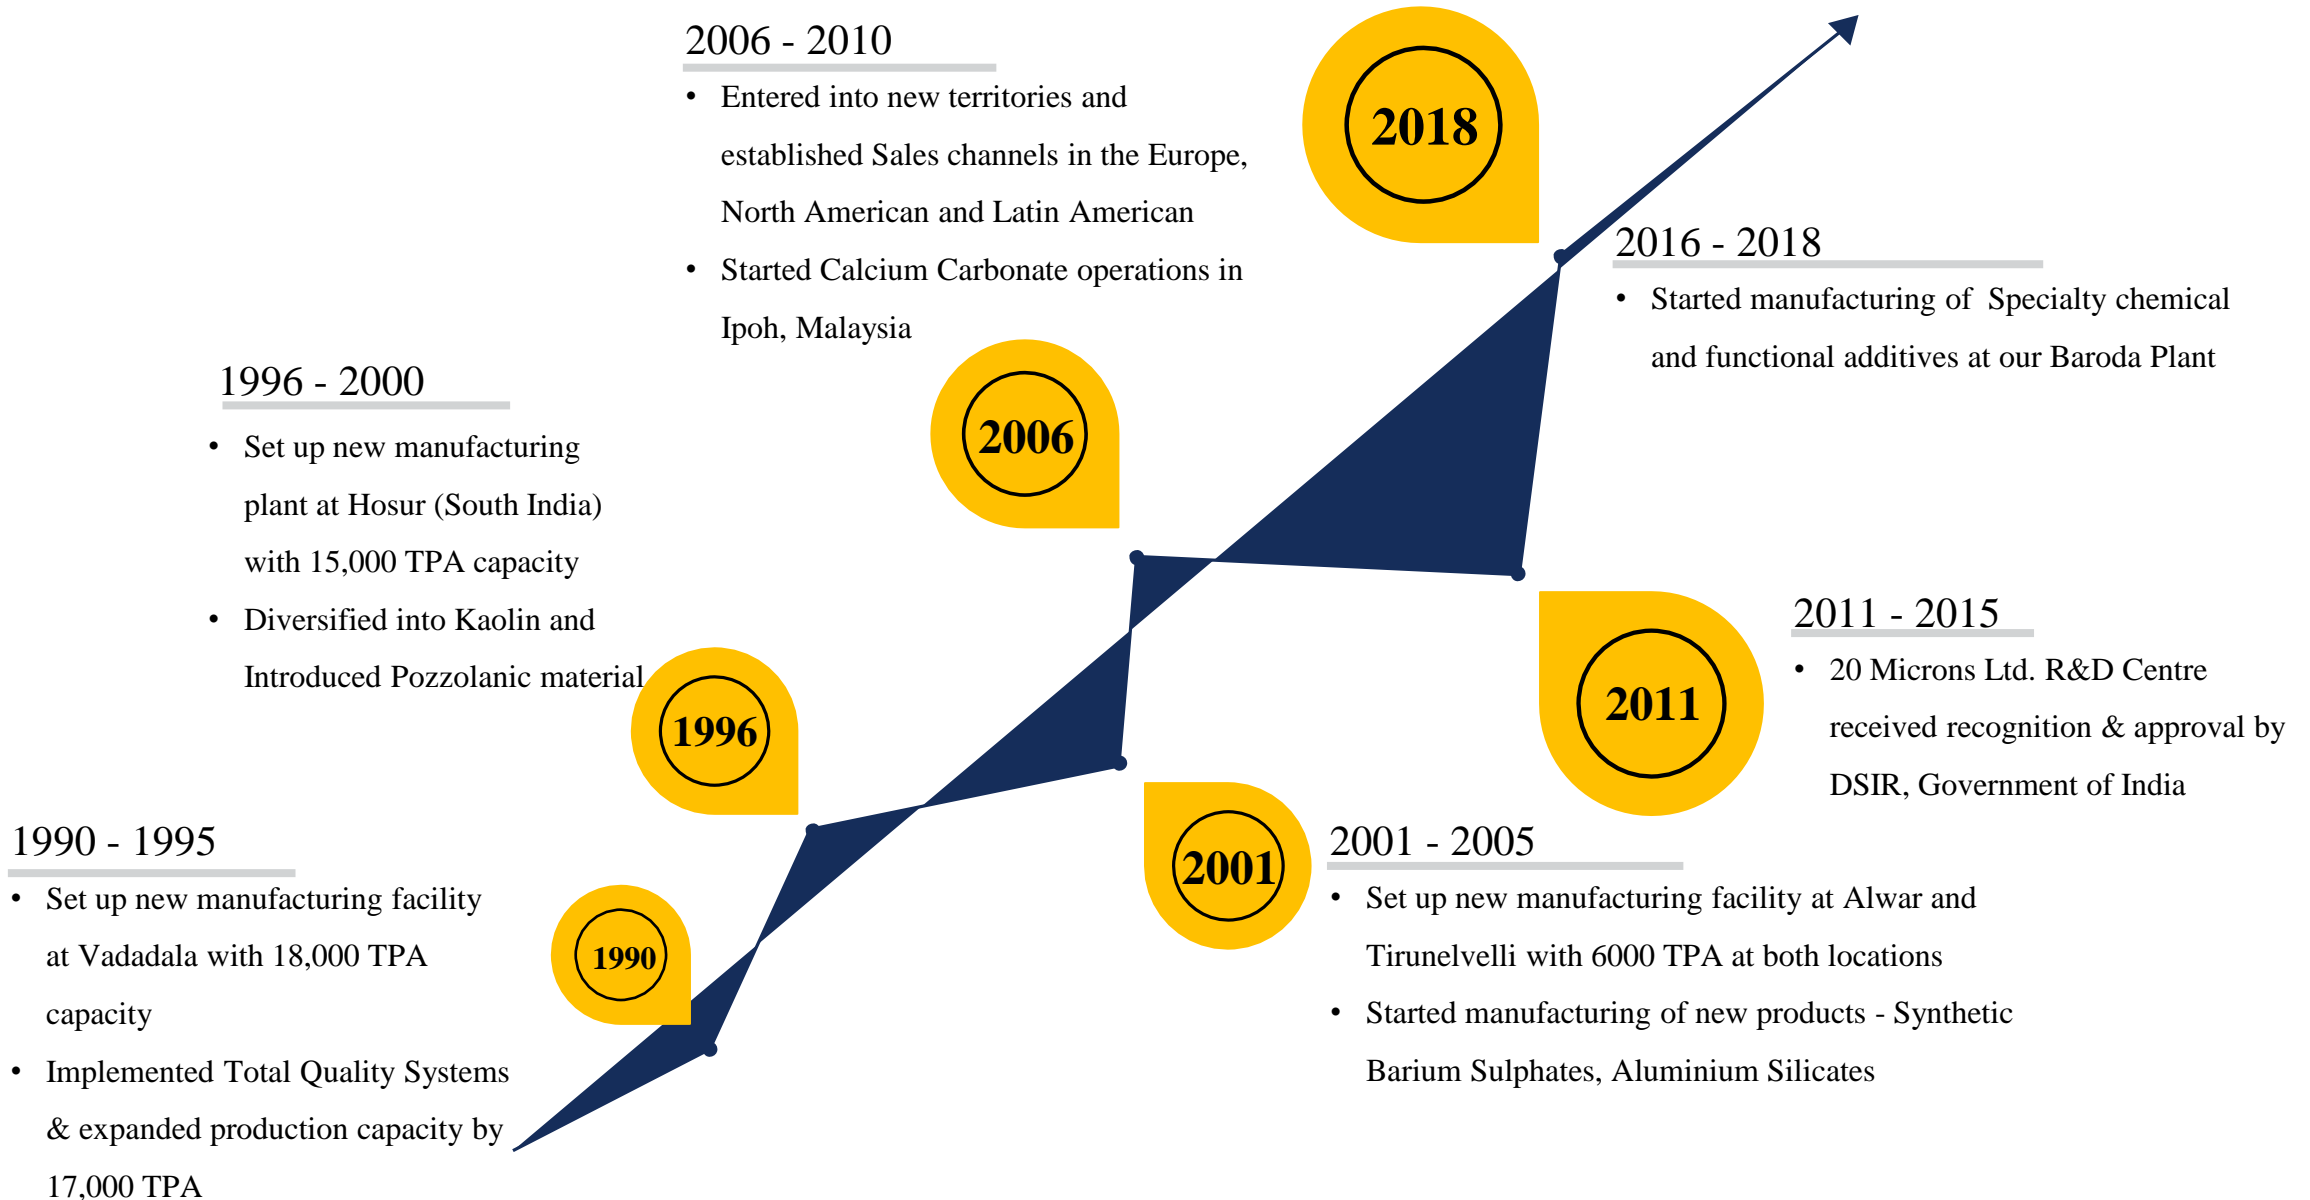 2006 - 2010
• Entered into new territories and
established Sales channels in the Europe,
North American and Latin American
• Started Calcium Carbonate operations in
Ipoh, Malaysia
2018
2016 - 2018
• Started manufacturing of  Specialty chemical
and functional additives at our Baroda Plant
1996 - 2000
• Set up new manufacturing
plant at Hosur (South India)
with 15,000 TPA capacity
• Diversified into Kaolin and
Introduced Pozzolanic material
2006
1996
2011
2011 - 2015
• 20 Microns Ltd. R&D Centre
received recognition & approval by
DSIR, Government of India
1990 - 1995
• Set up new manufacturing facility
at Vadadala with 18,000 TPA
capacity
• Implemented Total Quality Systems
& expanded production capacity by
17,000 TPA
1990
2001
2001 - 2005
• Set up new manufacturing facility at Alwar and
Tirunelvelli with 6000 TPA at both locations
• Started manufacturing of new products - Synthetic
Barium Sulphates, Aluminium Silicates